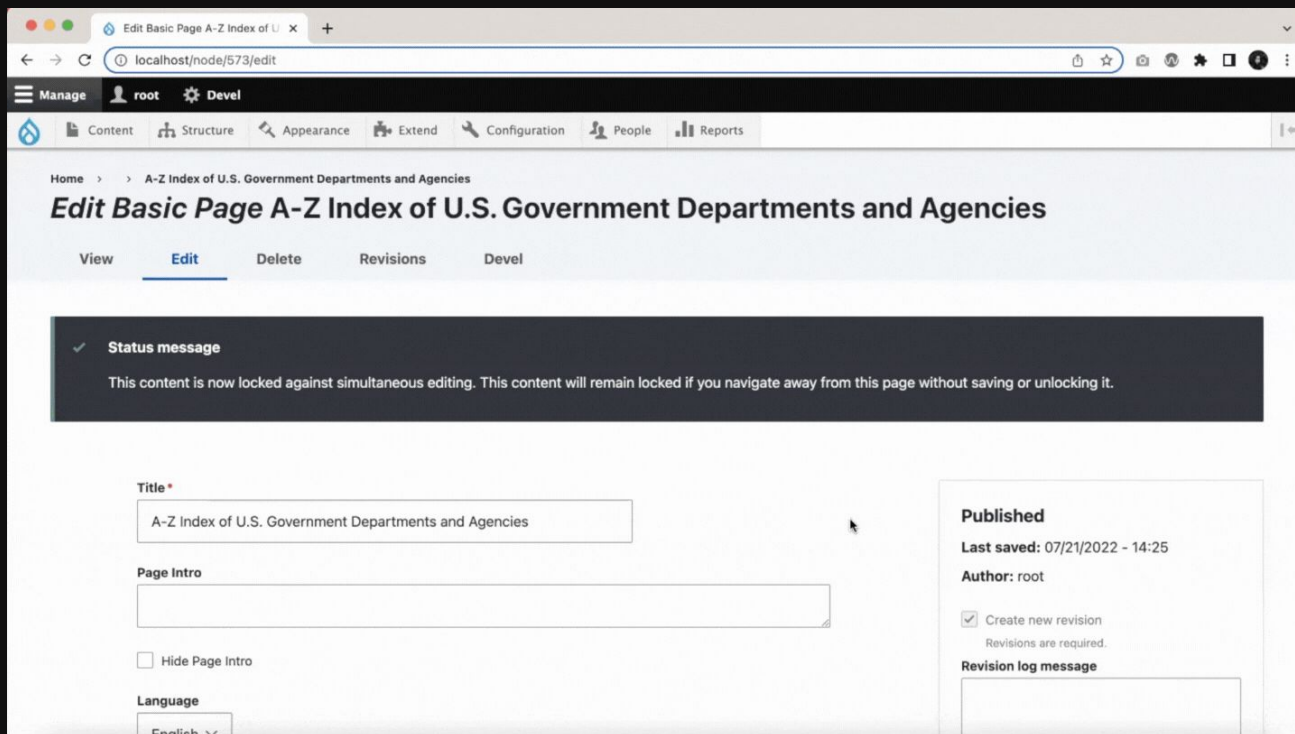 Edit Basic Page A-Z Index of U
localhost/node/573/edit
Manage root Devel
Content Structure Appearance Extend Configuration People Reports
Home > > A-Z Index of U.S. Government Departments and Agencies
Edit Basic Page A-Z Index of U.S. Government Departments and Agencies
View Edit Delete Revisions Devel
Status message
This content is now locked against simultaneous editing. This content will remain locked if you navigate away from this page without saving or unlocking it.
Title*
A-Z Index of U.S. Government Departments and Agencies
Page Intro
Hide Page Intro
Language
English
Published
Last saved: 07/21/2022 - 14:25
Author: root
Create new revision
Revisions are required.
Revision log message